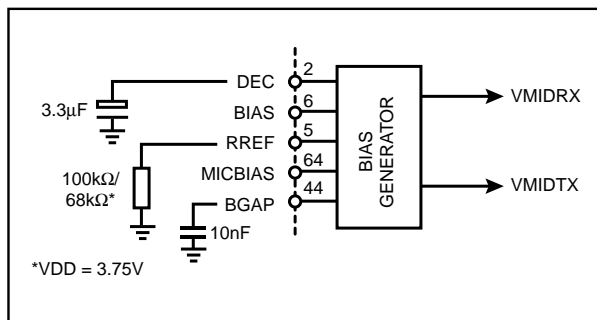 DEC
2
3.3µF
BIAS
6
RREF
5
MICBIAS
64
BGAP
44
100kΩ/
68kΩ*
10nF
*VDD = 3.75V
BIAS
GENERATOR
VMIDRX
VMIDTX